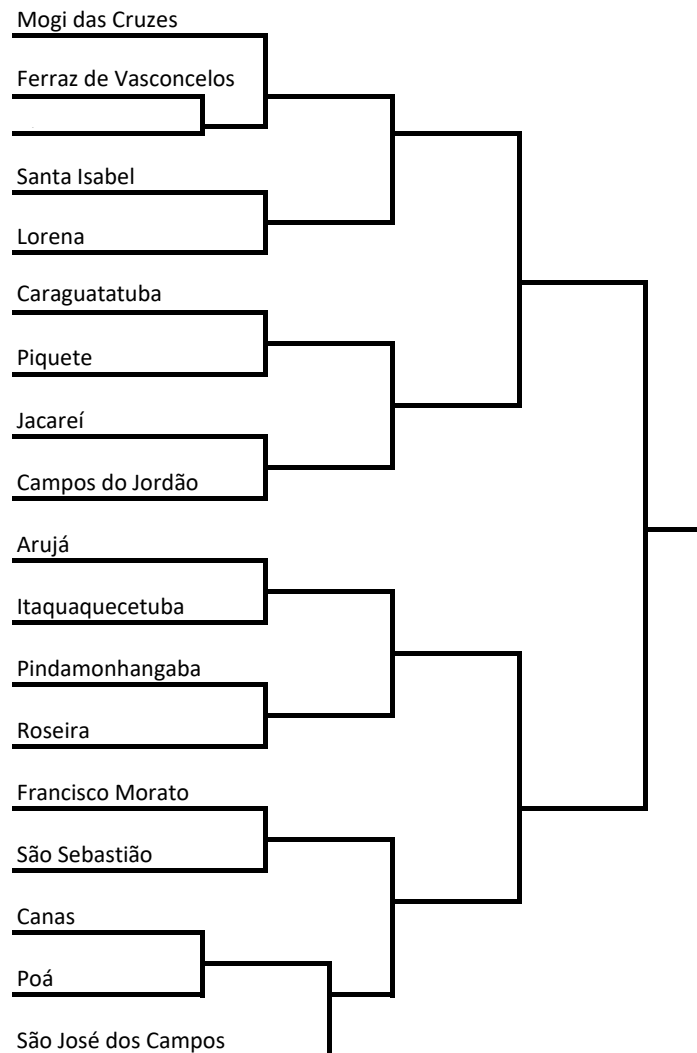 Mogi das Cruzes
Ferraz de Vasconcelos
Santa Isabel
Lorena
Caraguatatuba
Piquete
Jacareí
Campos do Jordão
Arujá
Itaquaquecetuba
Pindamonhangaba
Roseira
Francisco Morato
São Sebastião
Canas
Poá
São José dos Campos